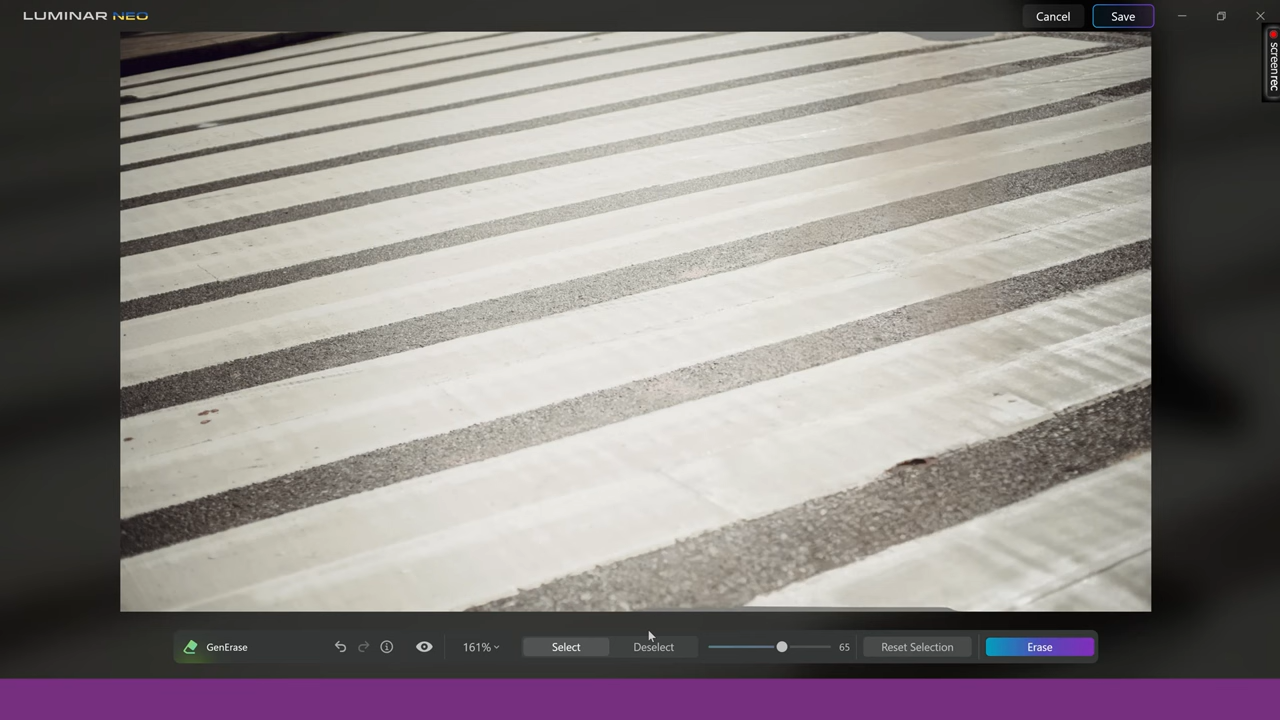 LUMINAR NEO
Cancel
Save
screenrec
GenErase
161%
Select
Deselect
65
Reset Selection
Erase